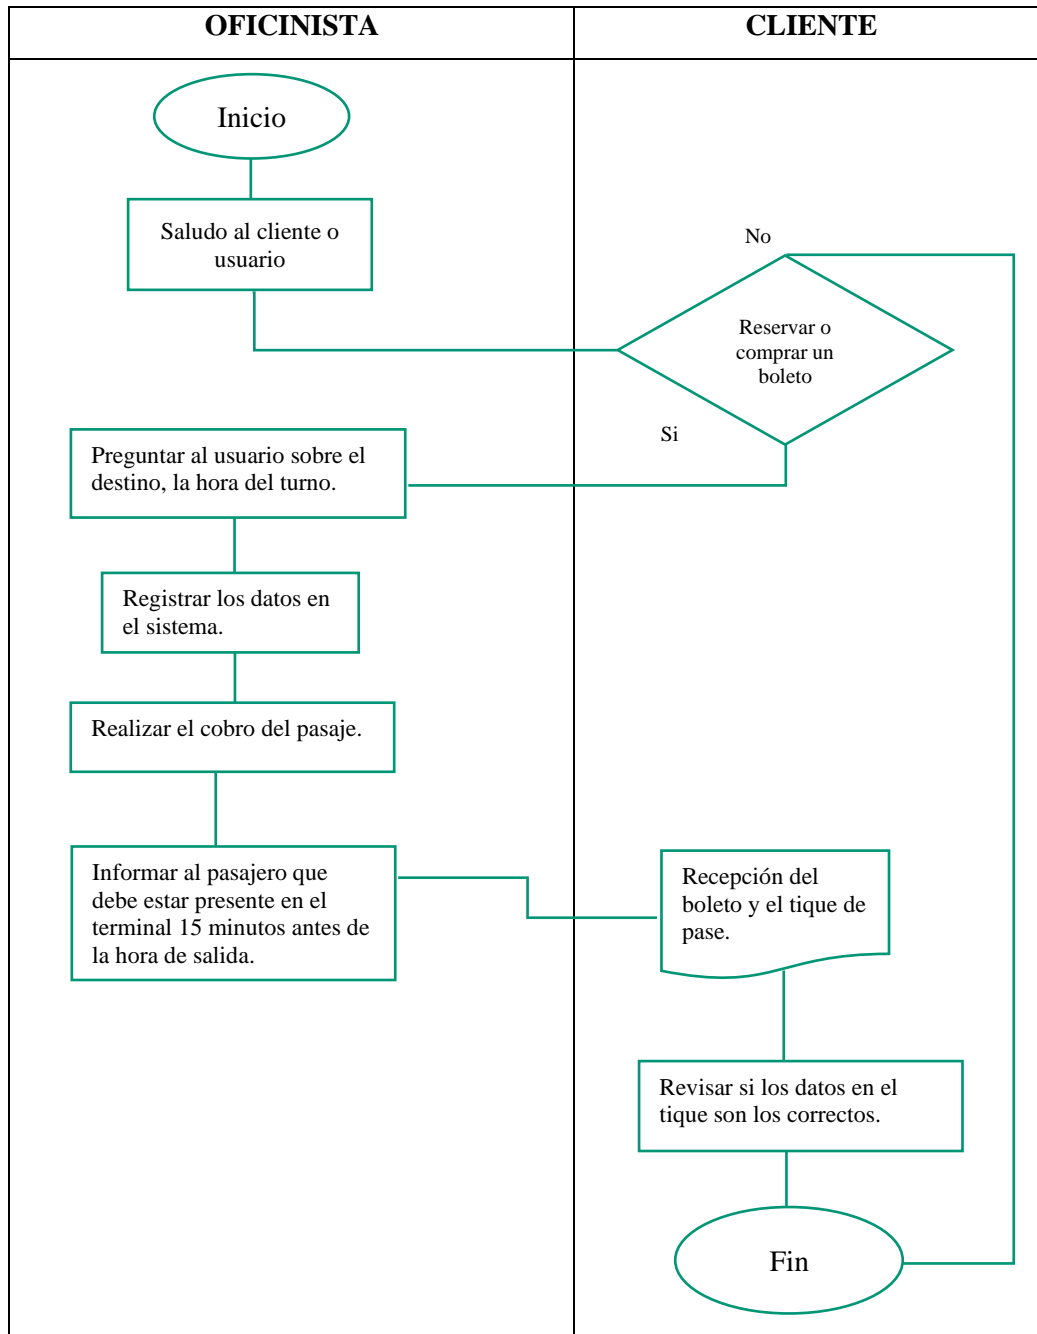 OFICINISTA
CLIENTE
Inicio
Saludo al cliente o
usuario
No
Reservar o
comprar un
boleto
Si
Preguntar al usuario sobre el
destino, la hora del turno.
Registrar los datos en
el sistema.
Realizar el cobro del pasaje.
Informar al pasajero que
debe estar presente en el
terminal 15 minutos antes de
la hora de salida.
Recepción del
boleto y el tique de
pase.
Revisar si los datos en el
tique son los correctos.
Fin